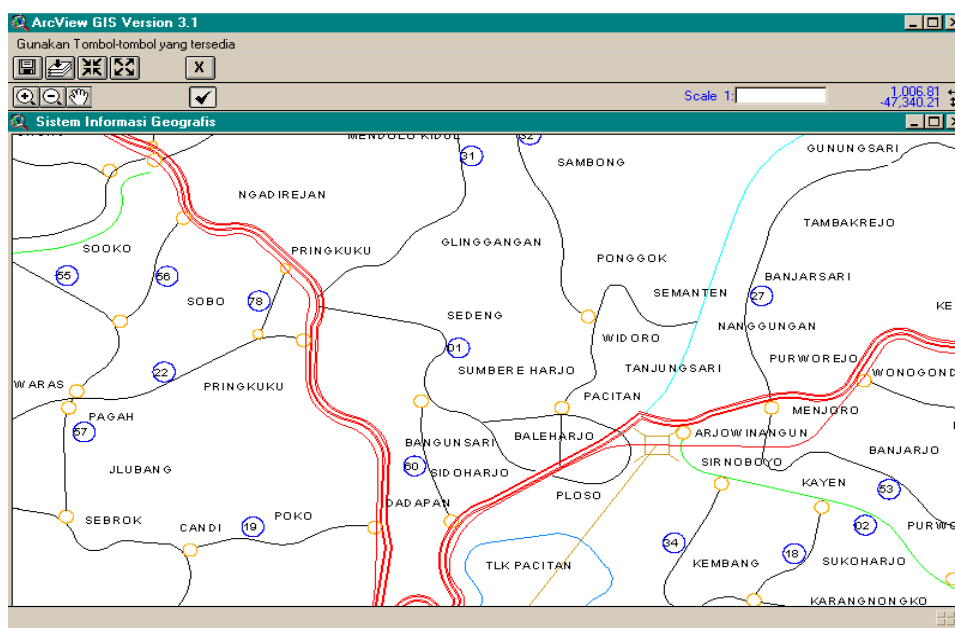 ArcView GIS Version 3.1
Gunakan Tombol-tombol yang tersedia
X
Scale 1:
1,006.81
-47,340.21
Sistem Informasi Geografis
MENDOLO KIDUL
32
GUNUNGSARI
31
SAMBONG
NGADIREJAN
TAMBAKREJO
SOOKO
GLINGGANGAN
PRINGKUKU
PONGGOK
55
56
BANJARSARI
SOBO
78
SEMANTEN
27
KE
SEDENG
NANGGUNGAN
WIDORO
01
PURWOREJO
22
SUMBERE HARJO
TANJUNGSARI
WONOGOND
WARAS
PRINGKUKU
PACITAN
MENJORO
PAGAH
57
BALEHARJO
ARJOWINANGUN
BANGUNSARI
BANJARJO
SIRNOBOYO
JLUBANG
60
SIDOHARJO
KAYEN
53
PLOSO
DADAPAN
SEBROK
CANDI
19
POKO
02
PURWO
34
18
TLK PACITAN
KEMBANG
SUKOHARJO
KARANGNONGKO